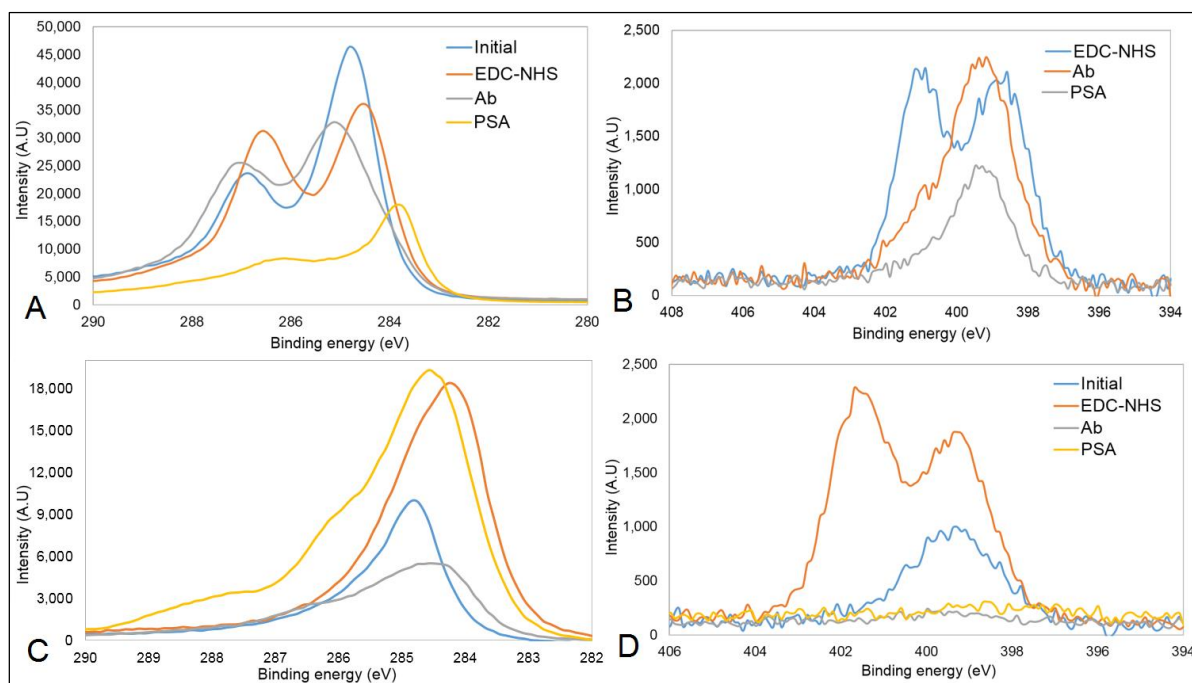 50,000
45,000
40,000
35,000
30,000
25,000
20,000
15,000
10,000
5,000
0
Intensity (A.U)
Initial
EDC-NHS
Ab
PSA
A
290 288 286 284 282 280
Binding energy (eV)
2,500
2,000
1,500
1,000
500
0
Intensity (A.U)
EDC-NHS
Ab
PSA
B
408 406 404 402 400 398 396 394
Binding energy (eV)
18,000
15,000
12,000
9,000
6,000
3,000
0
Intensity (A.U)
C
290 289 288 287 286 285 284 283 282
Binding energy (eV)
2,500
2,000
1,500
1,000
500
0
Intensity (A.U)
Initial
EDC-NHS
Ab
PSA
D
406 404 402 400 398 396 394
Binding energy (eV)